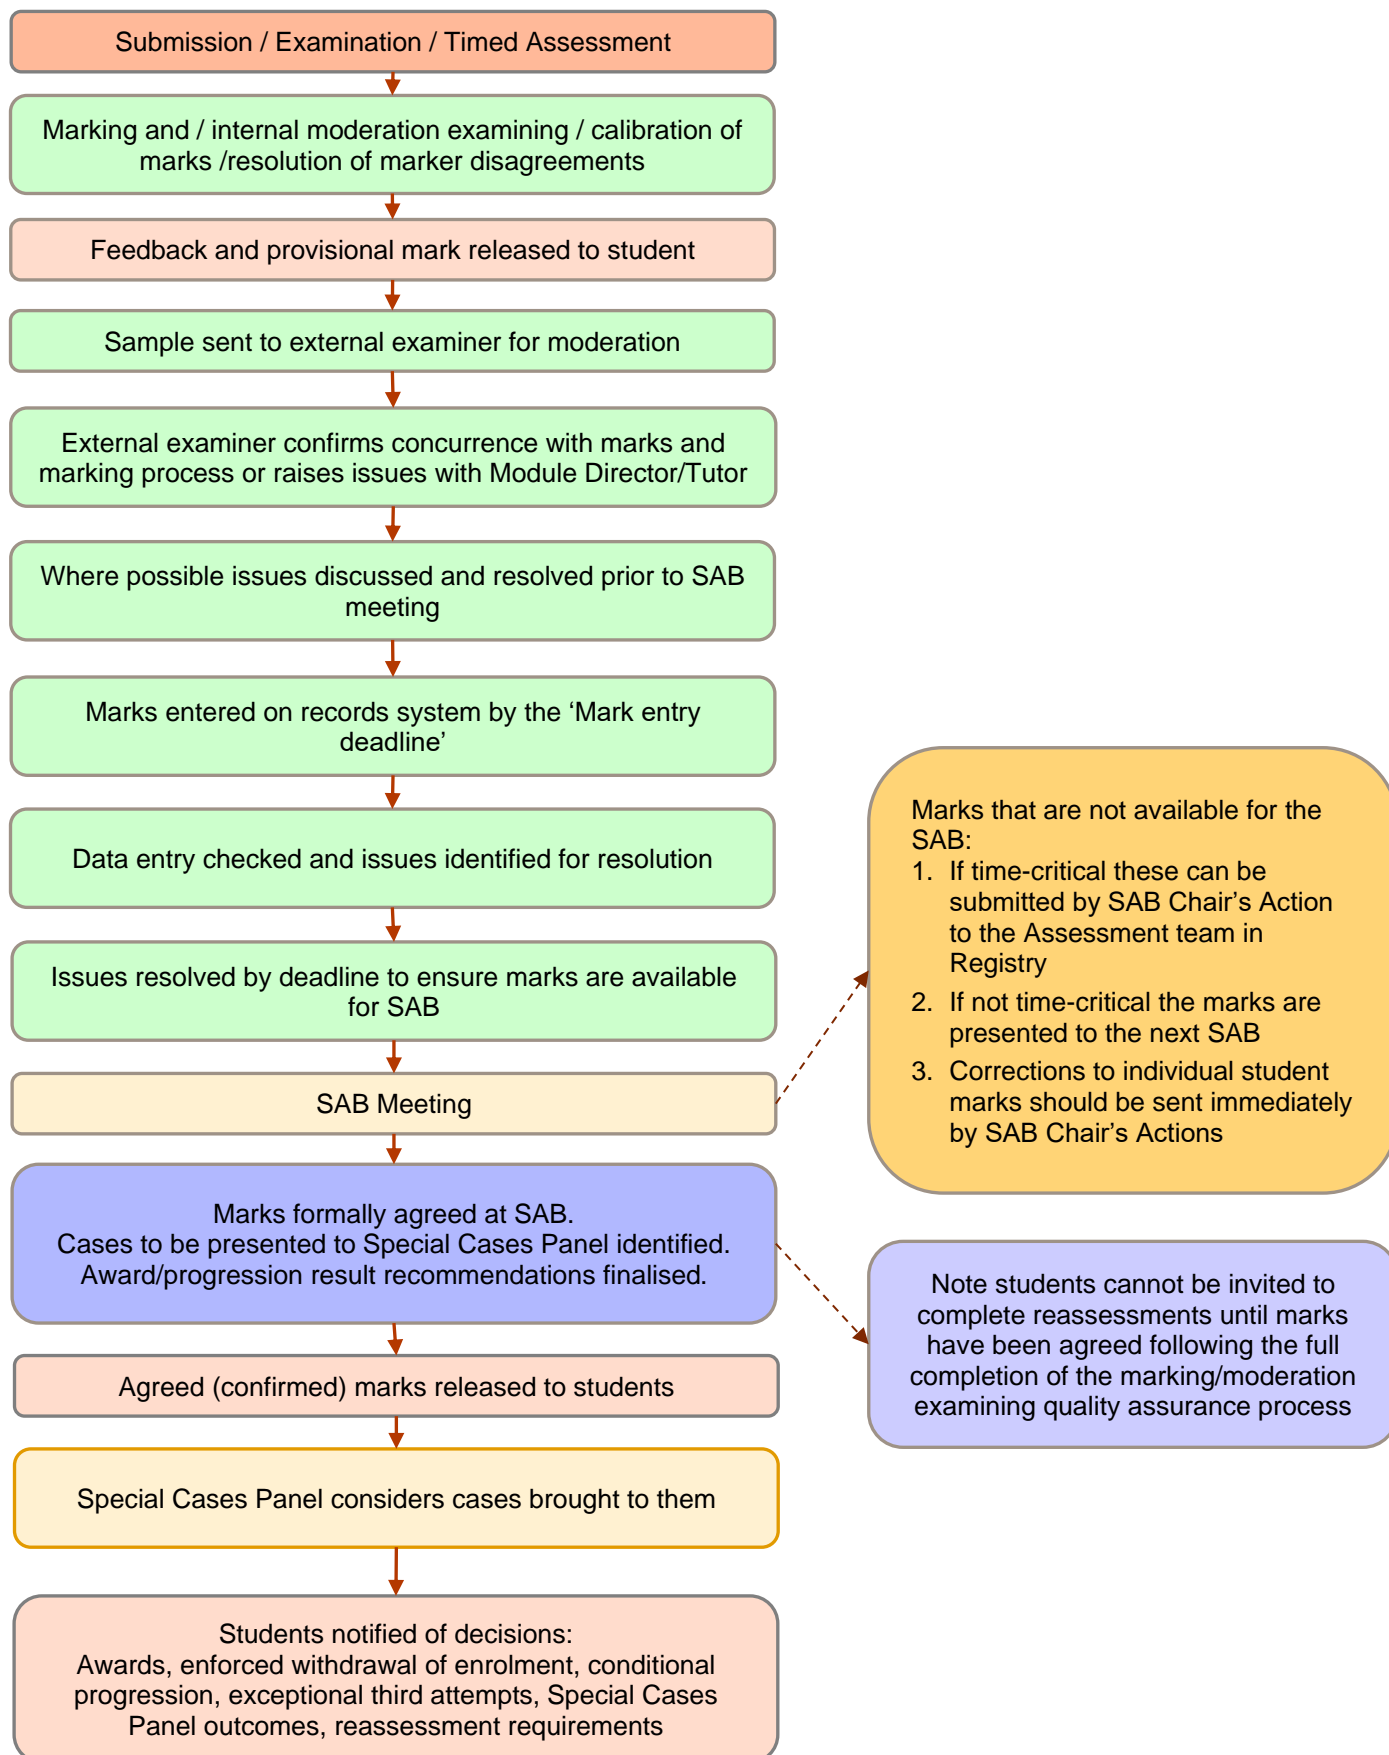 Submission / Examination / Timed Assessment
Marking and / internal moderation examining / calibration of
marks /resolution of marker disagreements
Feedback and provisional mark released to student
Sample sent to external examiner for moderation
External examiner confirms concurrence with marks and
marking process or raises issues with Module Director/Tutor
Where possible issues discussed and resolved prior to SAB
meeting
Marks entered on records system by the ‘Mark entry
deadline’
Data entry checked and issues identified for resolution
Issues resolved by deadline to ensure marks are available
for SAB
SAB Meeting
Marks that are not available for the
SAB:
1. If time-critical these can be
submitted by SAB Chair’s Action
to the Assessment team in
Registry
2. If not time-critical the marks are
presented to the next SAB
3. Corrections to individual student
marks should be sent immediately
by SAB Chair’s Actions
Marks formally agreed at SAB.
Cases to be presented to Special Cases Panel identified.
Award/progression result recommendations finalised.
Note students cannot be invited to
complete reassessments until marks
have been agreed following the full
completion of the marking/moderation
examining quality assurance process
Agreed (confirmed) marks released to students
Special Cases Panel considers cases brought to them
Students notified of decisions:
Awards, enforced withdrawal of enrolment, conditional
progression, exceptional third attempts, Special Cases
Panel outcomes, reassessment requirements